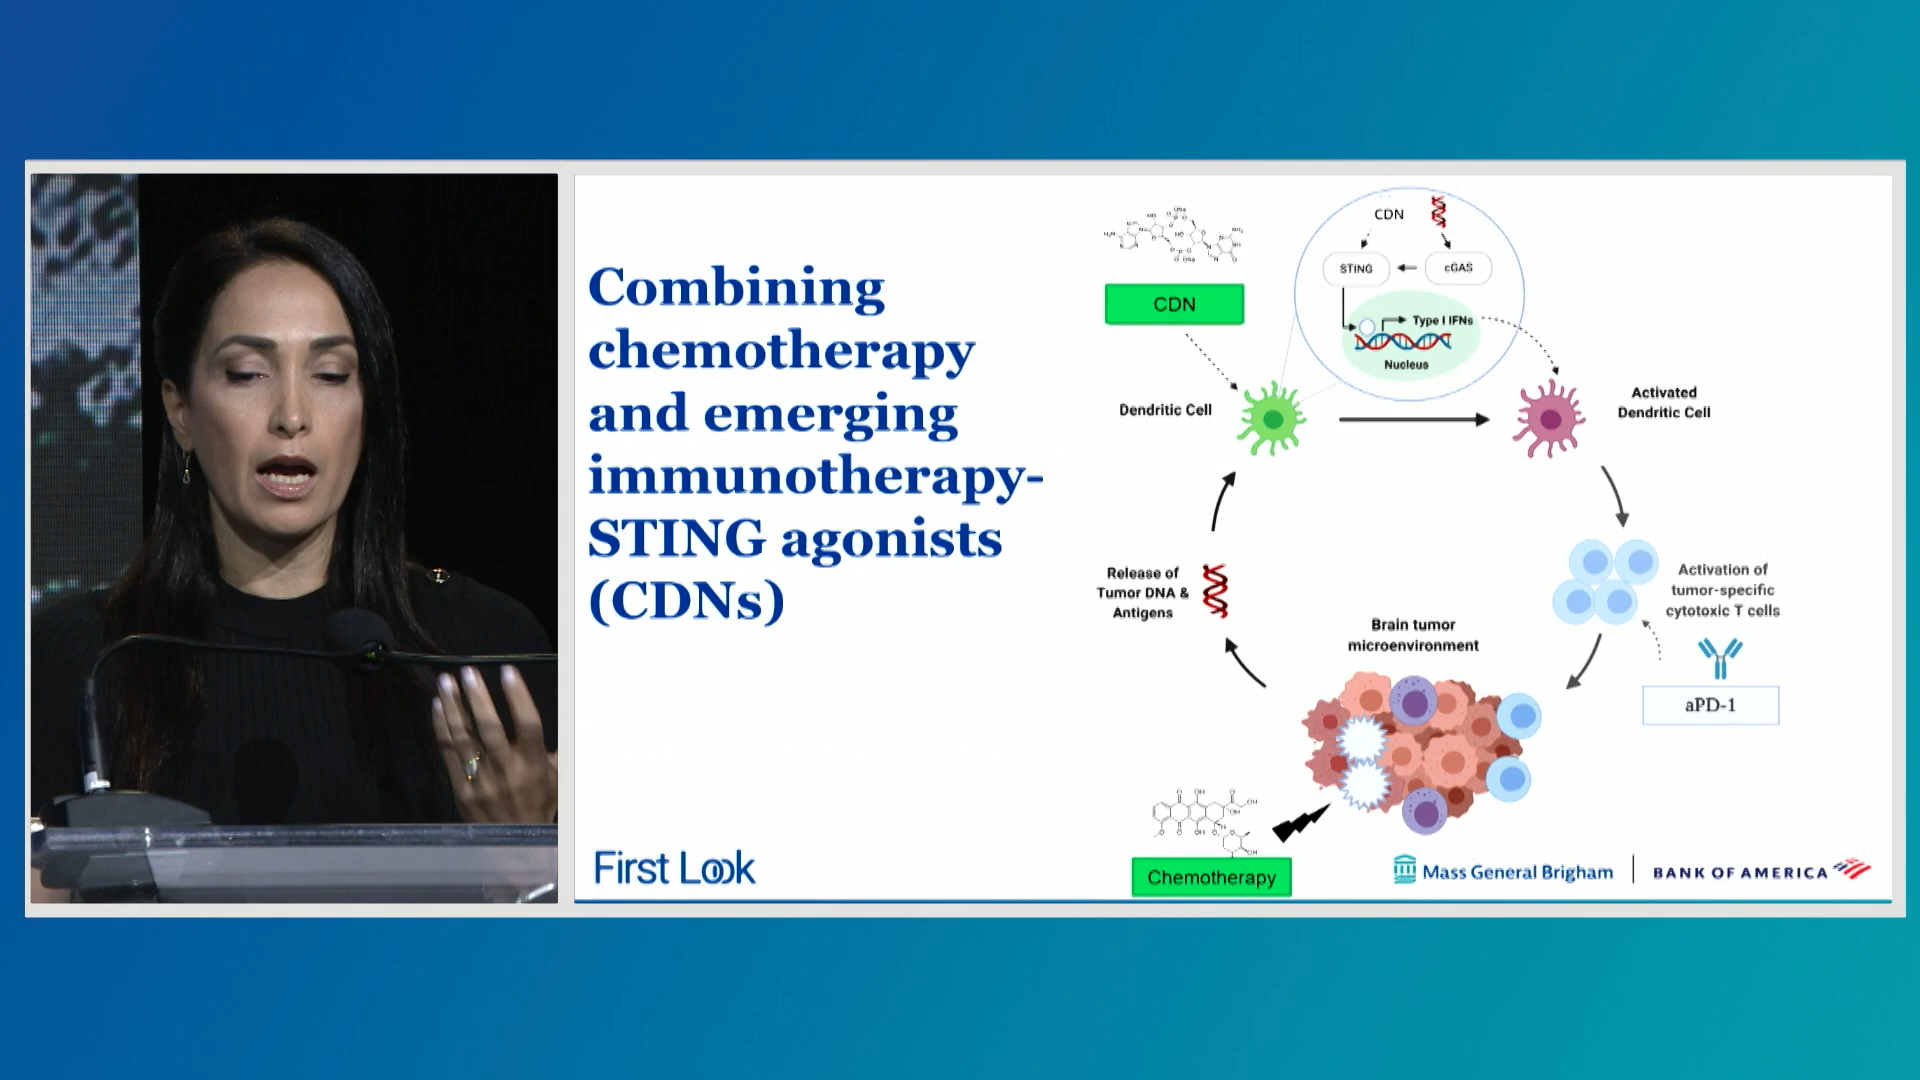 Combining
chemotherapy
and emerging
immunotherapy-
STING agonists
(CDNs)
CDN
CDN
STING
cGAS
Type I IFNs
Nucleus
Dendritic Cell
Activated
Dendritic Cell
Release of
Tumor DNA &
Antigens
Activation of
tumor-specific
cytotoxic T cells
Brain tumor
microenvironment
aPD-1
Chemotherapy
First Look
Mass General Brigham
BANK OF AMERICA